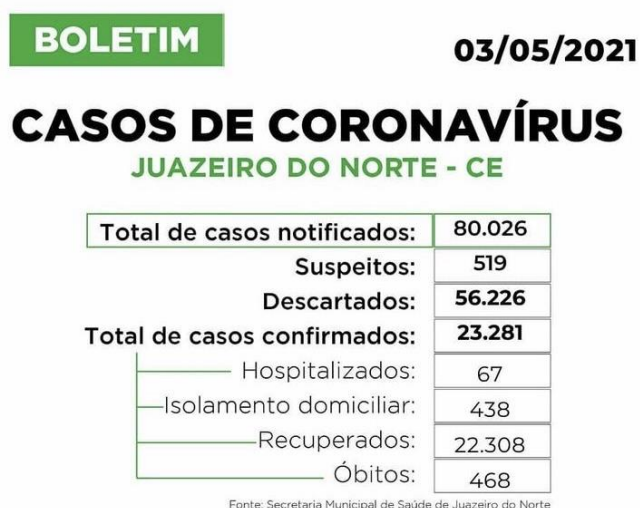 BOLETIM
03/05/2021
CASOS DE CORONAVÍRUS
JUAZEIRO DO NORTE - CE
Total de casos notificados: 80.026
Suspeitos: 519
Descartados: 56.226
Total de casos confirmados: 23.281
Hospitalizados: 67
Isolamento domiciliar: 438
Recuperados: 22.308
Óbitos: 468
Fonte: Secretaria Municipal de Saúde de Juazeiro do Norte